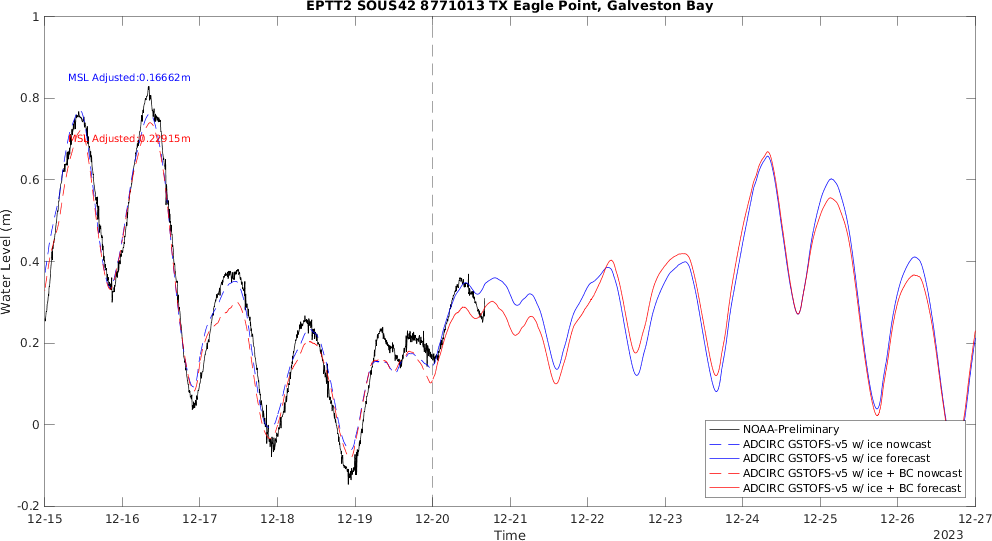 EPTT2 SOUS42 8771013 TX Eagle Point, Galveston Bay
1
0.8
0.6
0.4
0.2
0
-0.2
Water Level (m)
MSL Adjusted:0.16662m
MSL Adjusted:0.22915m
NOAA-Preliminary
ADCIRC GSTOFS-v5 w/ ice nowcast
ADCIRC GSTOFS-v5 w/ ice forecast
ADCIRC GSTOFS-v5 w/ ice + BC nowcast
ADCIRC GSTOFS-v5 w/ ice + BC forecast
12-15 12-16 12-17 12-18 12-19 12-20 12-21 12-22 12-23 12-24 12-25 12-26 12-27
Time
2023